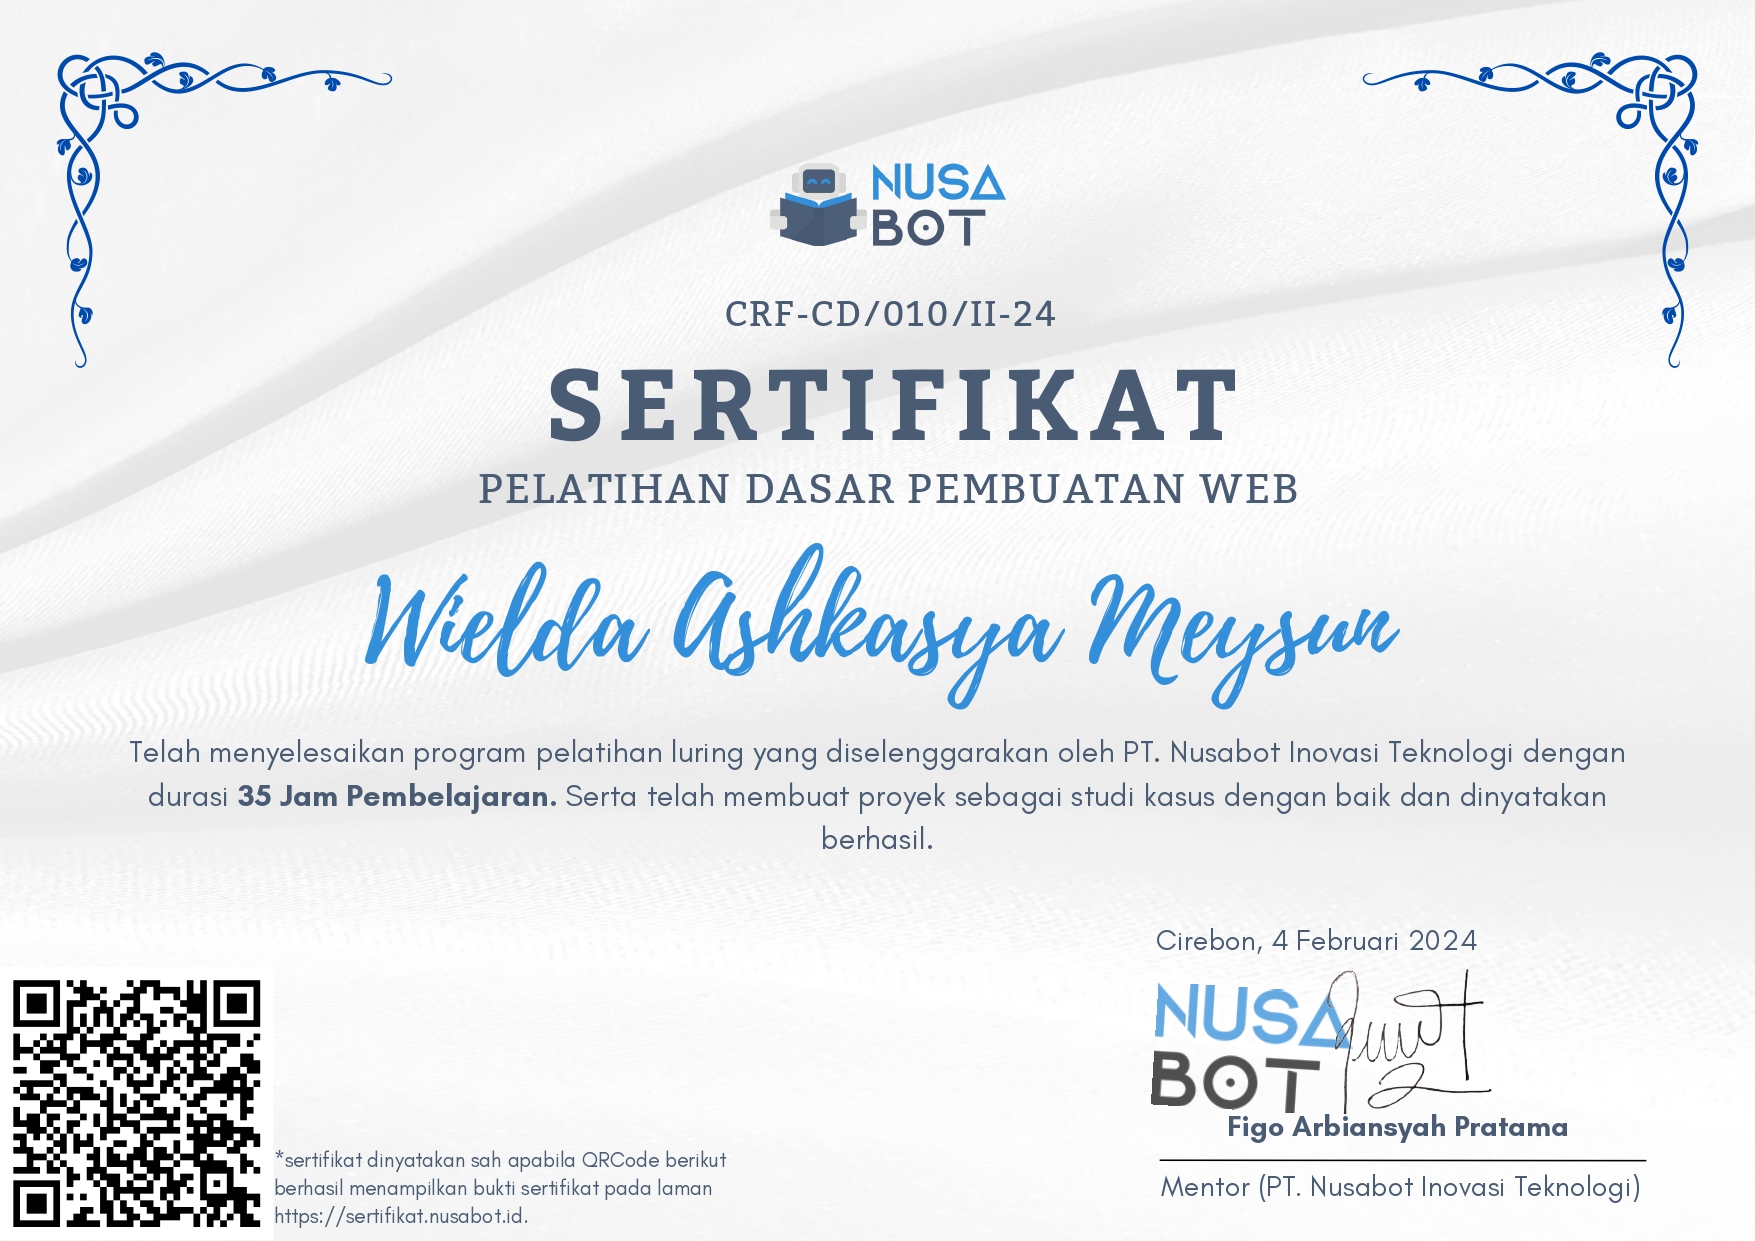 NUSA
BOT
CRF-CD/010/II-24
SERTIFIKAT
PELATIHAN DASAR PEMBUATAN WEB
Wielda Ashkasya Meysun
Telah menyelesaikan program pelatihan luring yang diselenggarakan oleh PT. Nusabot Inovasi Teknologi dengan
durasi 35 Jam Pembelajaran. Serta telah membuat proyek sebagai studi kasus dengan baik dan dinyatakan
berhasil.
Cirebon, 4 Februari 2024
NUSA
BOT
Figo Arbiansyah Pratama
Mentor (PT. Nusabot Inovasi Teknologi)
*sertifikat dinyatakan sah apabila QRCode berikut
berhasil menampilkan bukti sertifikat pada laman
https://sertifikat.nusabot.id.